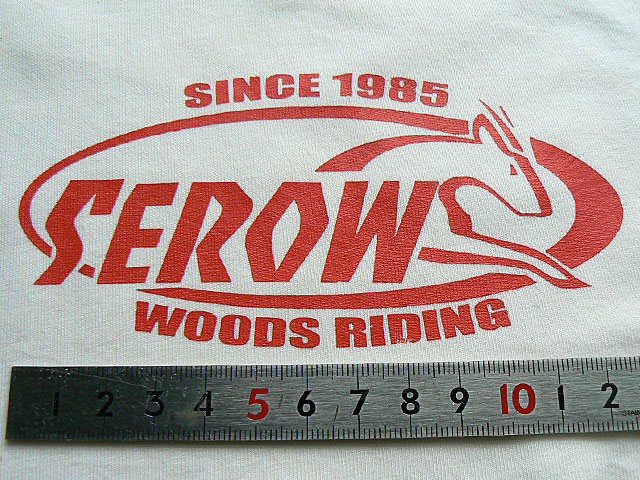 SINCE 1985
SEROW
WOODS RIDING
1 2 3 4 5 6 7 8 9 10 1 2